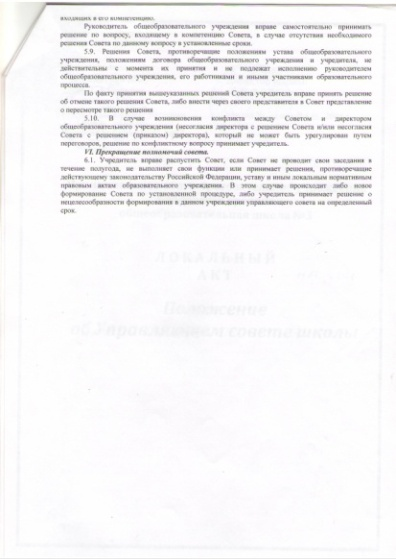 входящих в его компетенцию.
Руководитель общеобразовательного учреждения вправе самостоятельно принимать
решение по вопросу, входящему в компетенцию Совета, в случае отсутствия необходимого
решения Совета по данному вопросу в установленные сроки.
5.9. Решения Совета, противоречащие положениям устава общеобразовательного
учреждения, положениям договора общеобразовательного учреждения и учредителя, не
действительны с момента их принятия и не подлежат исполнению руководителем
общеобразовательного учреждения, его работниками и иными участниками образовательного
процесса.
По факту принятия вышеуказанных решений Совета учредитель вправе принять решение
об отмене такого решения Совета, либо внести через своего представителя в Совет представление
о пересмотре такого решения
5.10. В случае возникновения конфликта между Советом и директором
общеобразовательного учреждения (несогласия директора с решением Совета и/или несогласия
Совета с решением (приказом) директора), который не может быть урегулирован путем
переговоров, решение по конфликтному вопросу принимает учредитель.
VI. Прекращение полномочий совета.
6.1. Учредитель вправе распустить Совет, если Совет не проводит свои заседания в
течение полугода, не выполняет свои функции или принимает решения, противоречащие
действующему законодательству Российской Федерации, уставу и иным локальным нормативным
правовым актам образовательного учреждения. В этом случае происходит либо новое
формирование Совета по установленной процедуре, либо учредитель принимает решение о
нецелесообразности формирования в данном учреждении управляющего совета на определенный
срок.
ЛОКАЛЬНЫЙ
АКТ
Положение
об Управляющем совете школы